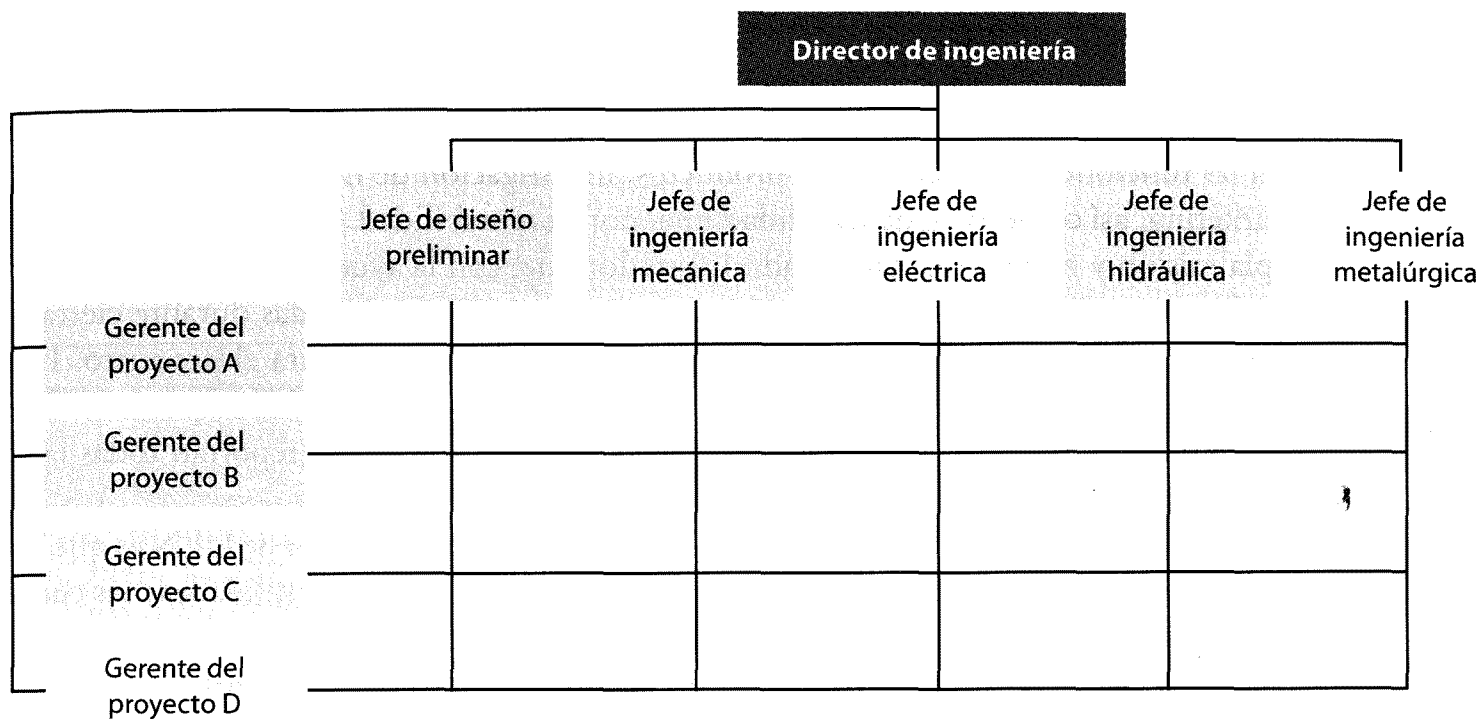 Director de ingeniería
Jefe de diseño
preliminar
Jefe de
ingeniería
mecánica
Jefe de
ingeniería
eléctrica
Jefe de
ingeniería
hidráulica
Jefe de
ingeniería
metalúrgica
Gerente del
proyecto A
Gerente del
proyecto B
Gerente del
proyecto C
Gerente del
proyecto D